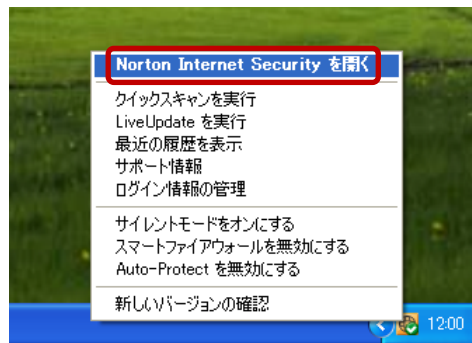 Norton Internet Security を開く
クイックスキャンを実行
LiveUpdate を実行
最近の履歴を表示
サポート情報
ログイン情報の管理
サイレントモードをオンにする
スマートファイアウォールを無効にする
Auto-Protect を無効にする
新しいバージョンの確認
12:00